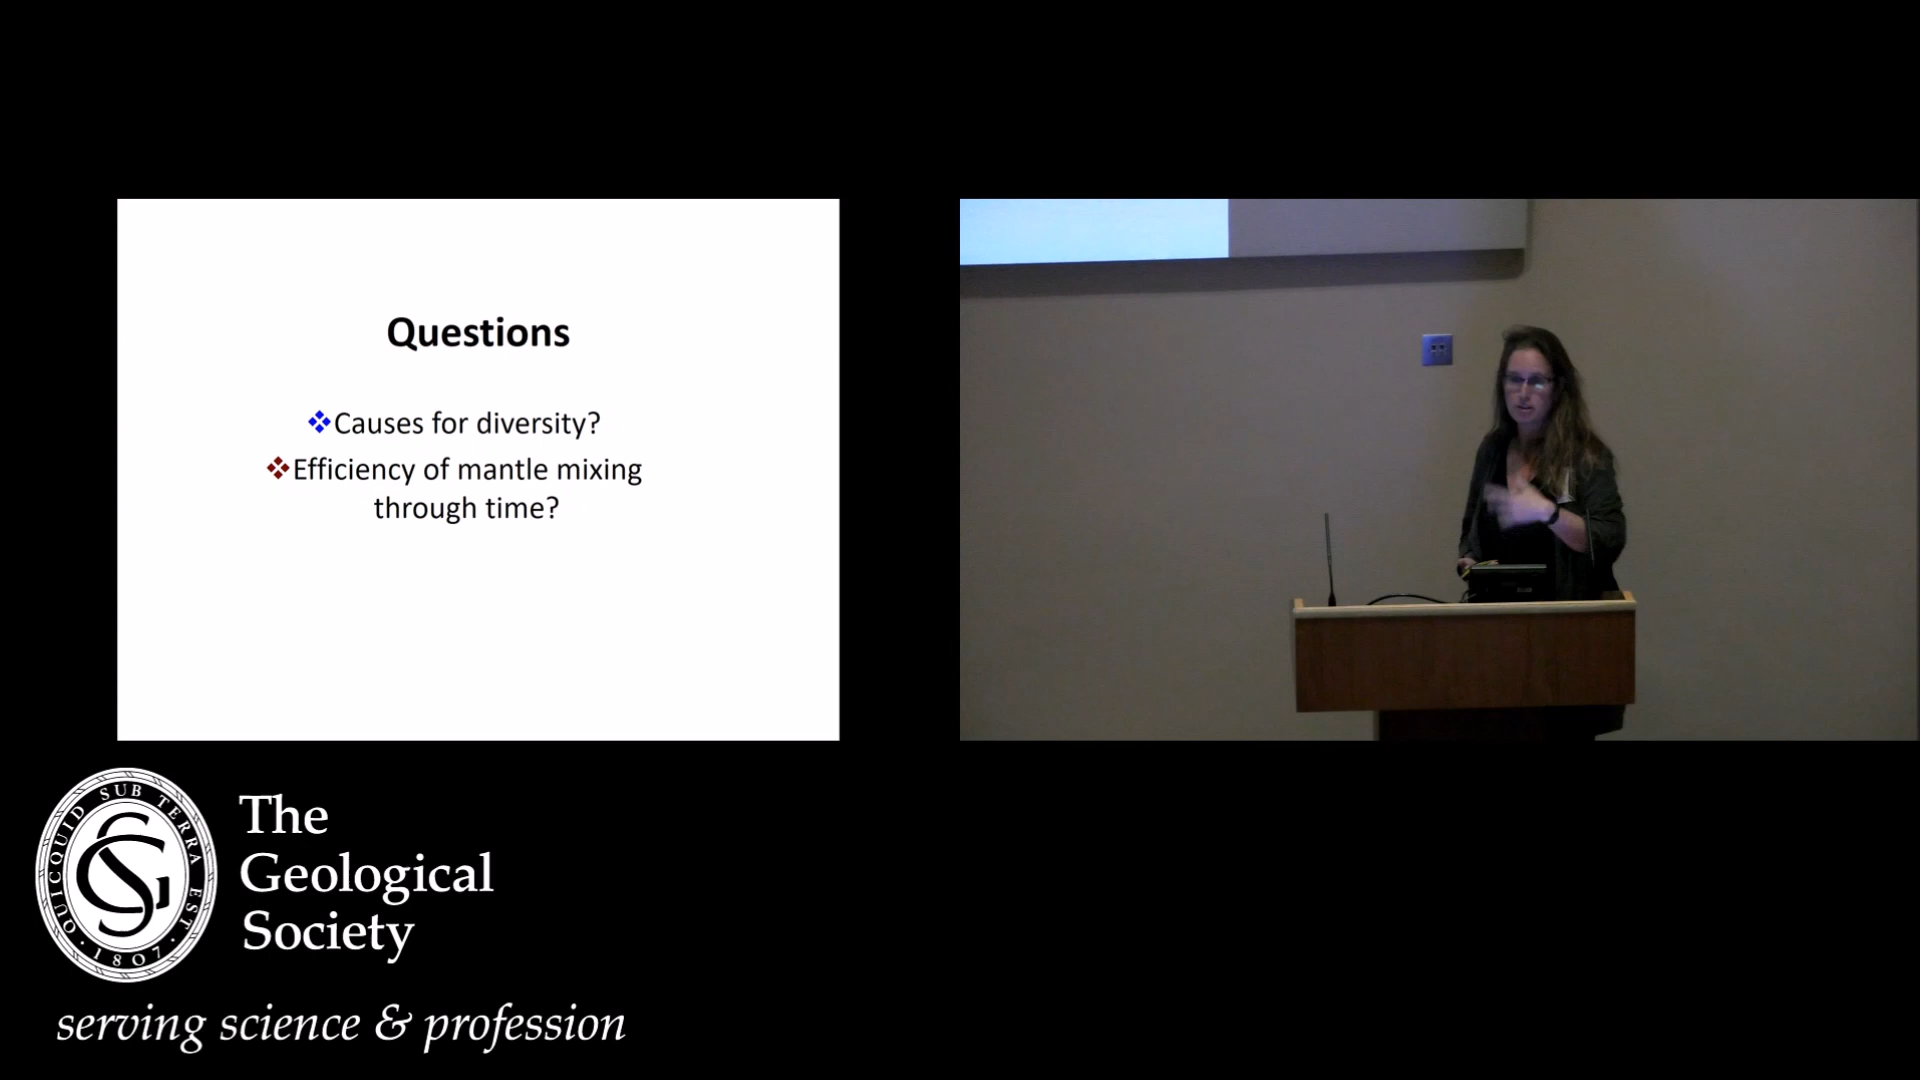 Questions
❖Causes for diversity?
❖Efficiency of mantle mixing
through time?
QUICQUID SUB TERRA EST
· 1807 ·
The
Geological
Society
serving science & profession